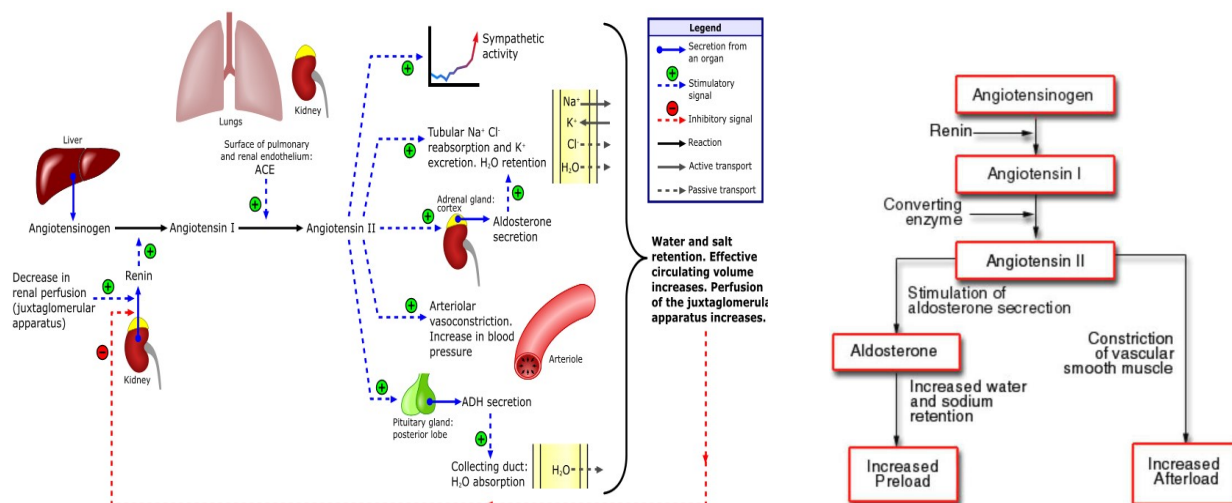 Lungs
Kidney
Liver
Surface of pulmonary
and renal endothelium:
ACE
Angiotensinogen
Angiotensin I
Angiotensin II
Decrease in
renal perfusion
(juxtaglomerular
apparatus)
Renin
Kidney
Sympathetic
activity
Tubular Na⁺ Cl⁻
reabsorption and K⁺
excretion. H₂O retention
Adrenal gland:
cortex
Aldosterone
secretion
Arteriolar
vasoconstriction.
Increase in blood
pressure
Arteriole
Pituitary gland:
posterior lobe
ADH secretion
Collecting duct:
H₂O absorption
H₂O
Na⁺
K⁺
Cl⁻
H₂O
Legend
Secretion from
an organ
Stimulatory
signal
Inhibitory signal
Reaction
Active transport
Passive transport
Water and salt
retention. Effective
circulating volume
increases. Perfusion
of the juxtaglomerula
apparatus increases.
Angiotensinogen
Renin
Angiotensin I
Converting
enzyme
Angiotensin II
Stimulation of
aldosterone secretion
Aldosterone
Constriction
of vascular
smooth muscle
Increased water
and sodium
retention
Increased
Preload
Increased
Afterload